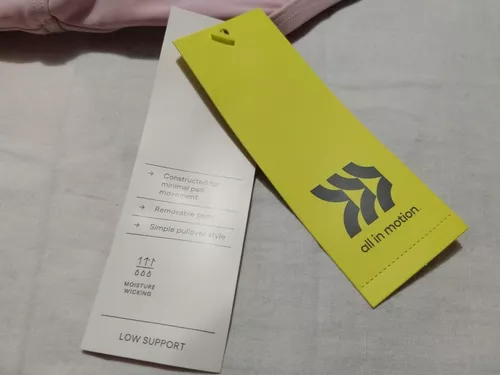 → Constructed for
minimal pad
movement
→ Removable pads
→ Simple pullover style
MOISTURE
WICKING
LOW SUPPORT
all in motion